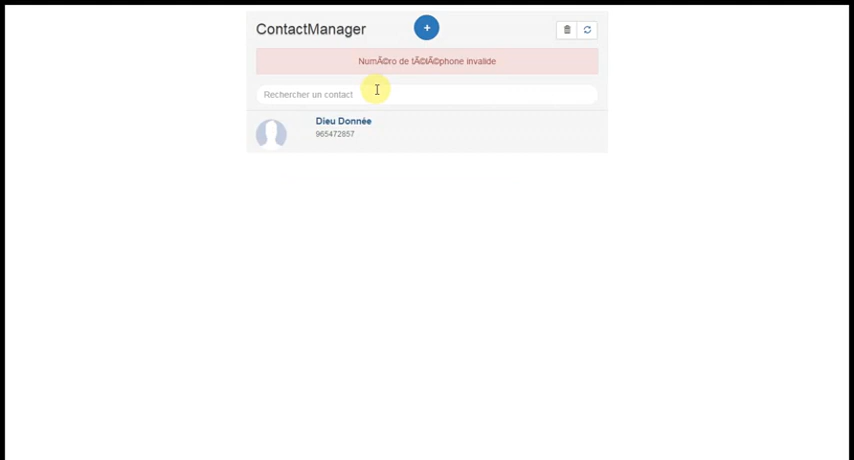 ContactManager
+
NumÃ©ro de tÃ©lÃ©phone invalide
Rechercher un contact
Dieu Donnée
965472857